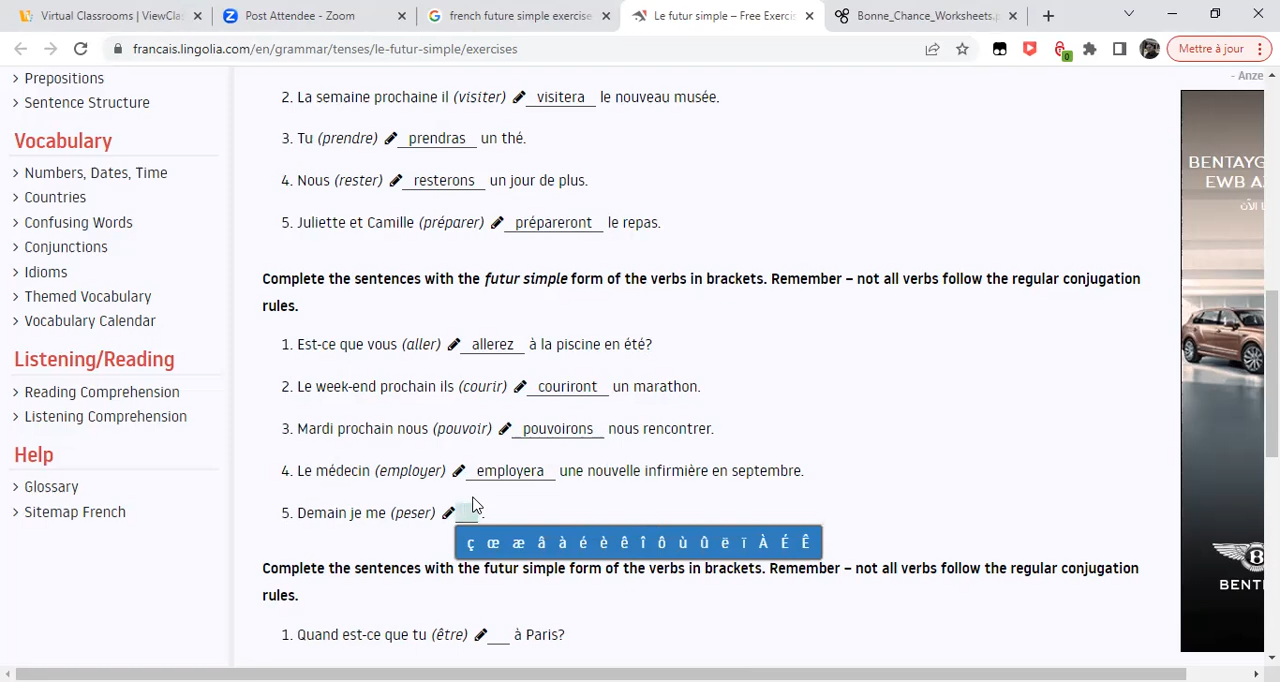 Virtual Classrooms | ViewClas
Post Attendee - Zoom
french future simple exercise
Le futur simple – Free Exerci
Bonne_Chance_Worksheets.p
francais.lingolia.com/en/grammar/tenses/le-futur-simple/exercises
0
Mettre à jour
Prepositions
Sentence Structure
Vocabulary
Numbers, Dates, Time
Countries
Confusing Words
Conjunctions
Idioms
Themed Vocabulary
Vocabulary Calendar
Listening/Reading
Reading Comprehension
Listening Comprehension
Help
Glossary
Sitemap French
2. La semaine prochaine il (visiter) visitera le nouveau musée.
3. Tu (prendre) prendras un thé.
4. Nous (rester) resterons un jour de plus.
5. Juliette et Camille (préparer) prépareront le repas.
Complete the sentences with the futur simple form of the verbs in brackets. Remember – not all verbs follow the regular conjugation
rules.
1. Est-ce que vous (aller) allerez à la piscine en été?
2. Le week-end prochain ils (courir) couriront un marathon.
3. Mardi prochain nous (pouvoir) pouvoirons nous rencontrer.
4. Le médecin (employer) employera une nouvelle infirmière en septembre.
5. Demain je me (peser) .
ç œ æ â à é è ê î ô ù û ë ï À É Ê
Complete the sentences with the futur simple form of the verbs in brackets. Remember – not all verbs follow the regular conjugation
rules.
1. Quand est-ce que tu (être) à Paris?
- Anze
BENTAYG
EWB A
BENT